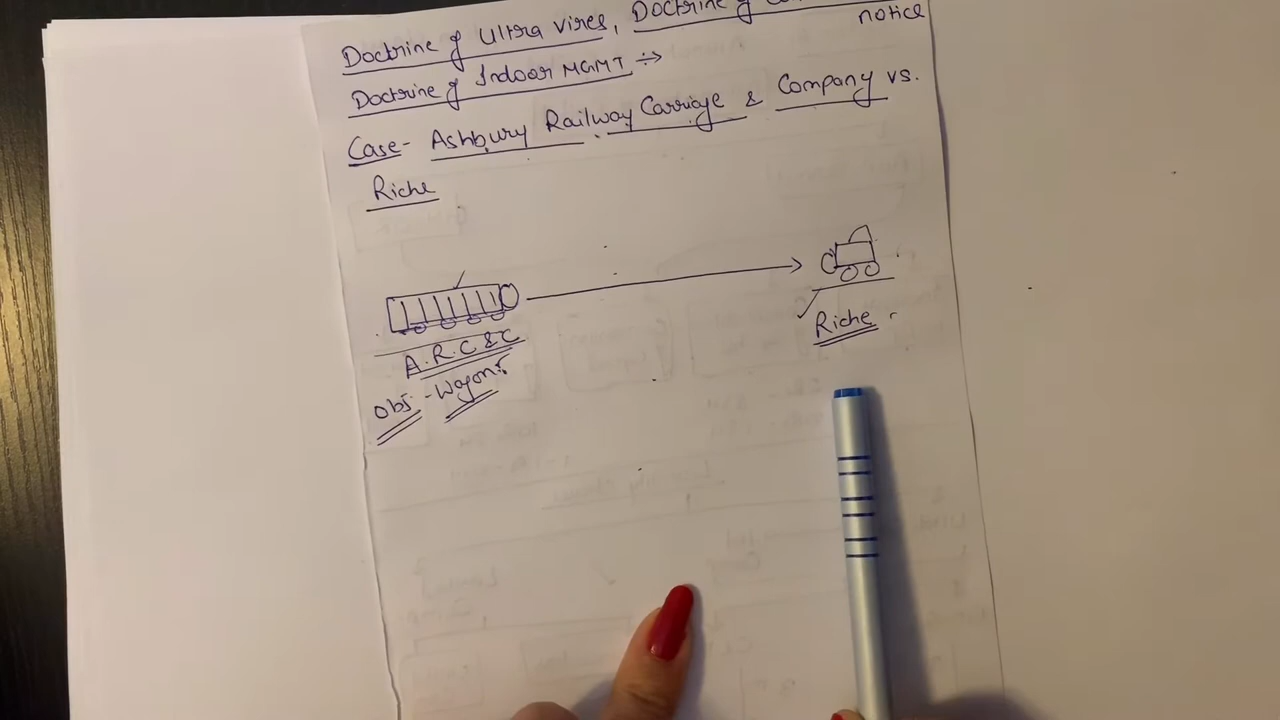 Doctrine of Ultra Vires, Doctrine of
notice
Doctrine of Indoor MGMT →
Case- Ashbury Railway Carriage & Company vs.
Riche
A.R.C & C
Obj - Wagons
Riche